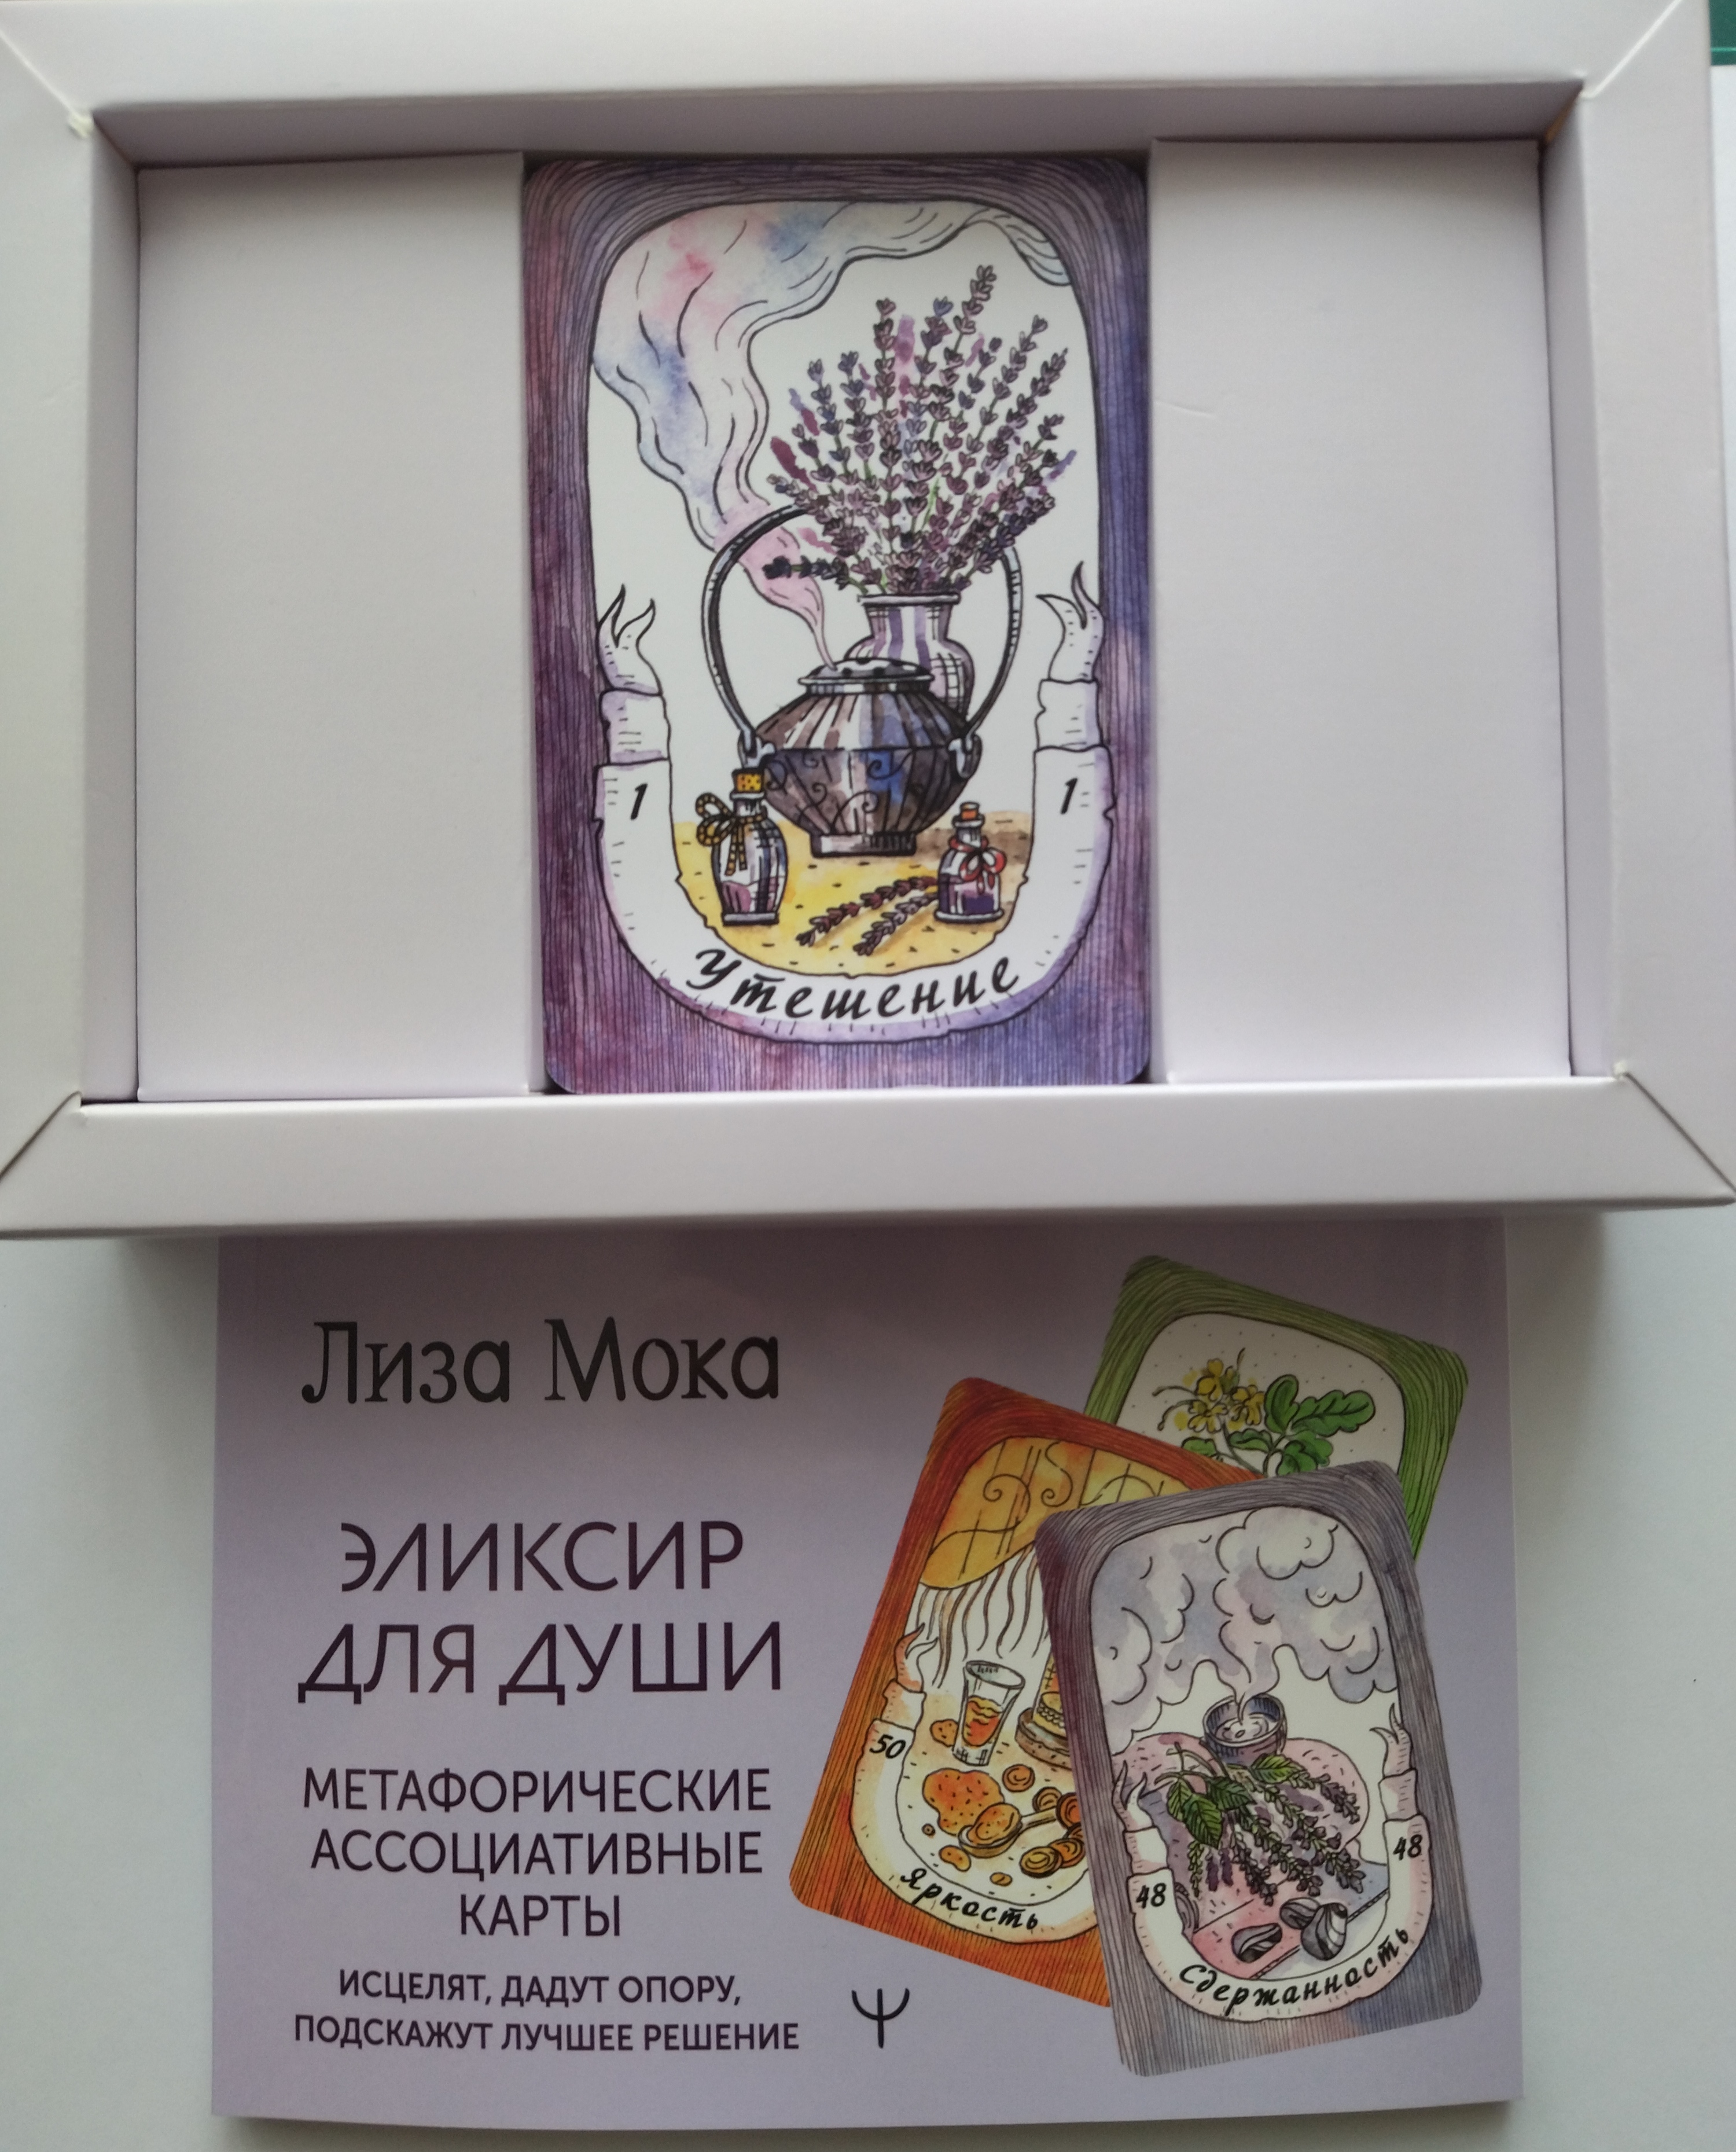 1 1
Утешение
Лиза Мока
ЭЛИКСИР
ДЛЯ ДУШИ
МЕТАФОРИЧЕСКИЕ
АССОЦИАТИВНЫЕ
КАРТЫ
ИСЦЕЛЯТ, ДАДУТ ОПОРУ,
ПОДСКАЖУТ ЛУЧШЕЕ РЕШЕНИЕ
50
Яркость
48 48
Сдержанность